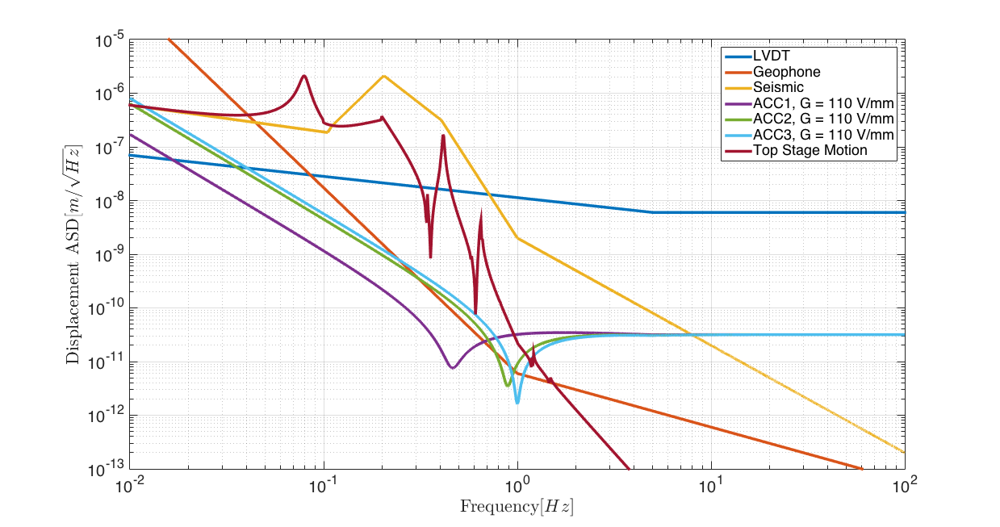 LVDT
Geophone
Seismic
ACC1, G = 110 V/mm
ACC2, G = 110 V/mm
ACC3, G = 110 V/mm
Top Stage Motion
10^-5
10^-6
10^-7
10^-8
10^-9
10^-10
10^-11
10^-12
10^-13
Displacement ASD[m/√Hz]
10^-2
10^-1
10^0
10^1
10^2
Frequency[Hz]